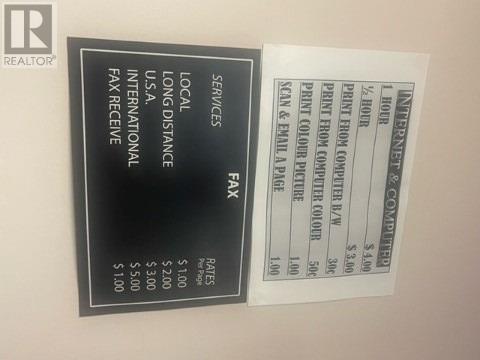 REALTOR®
INTERNET & COMPUTER
1 HOUR $ 4.00
½ HOUR $ 3.00
PRINT FROM COMPUTER B/W 30¢
PRINT FROM COMPUTER COLOUR 50¢
PRINT COLOUR PICTURE 1.00
SCAN & EMAIL A PAGE 1.00
FAX
SERVICES RATES
Per Page
LOCAL $ 1.00
LONG DISTANCE $ 2.00
U.S.A. $ 3.00
INTERNATIONAL $ 5.00
FAX RECEIVE $ 1.00